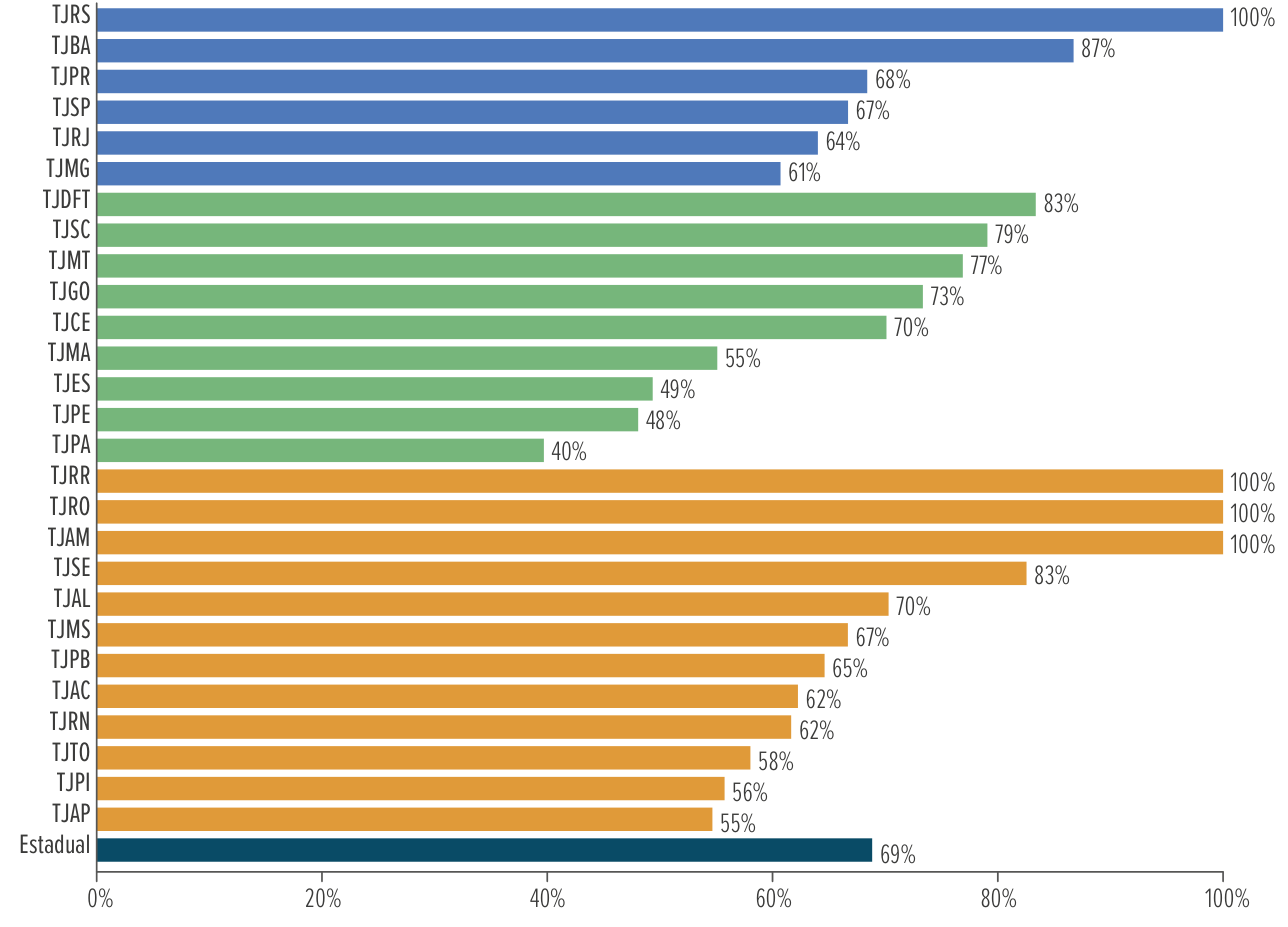 TJRS 100%
TJBA 87%
TJPR 68%
TJSP 67%
TJRJ 64%
TJMG 61%
TJDFT 83%
TJSC 79%
TJMT 77%
TJGO 73%
TJCE 70%
TJMA 55%
TJES 49%
TJPE 48%
TJPA 40%
TJRR 100%
TJRO 100%
TJAM 100%
TJSE 83%
TJAL 70%
TJMS 67%
TJPB 65%
TJAC 62%
TJRN 62%
TJTO 58%
TJPI 56%
TJAP 55%
Estadual 69%
0% 20% 40% 60% 80% 100%